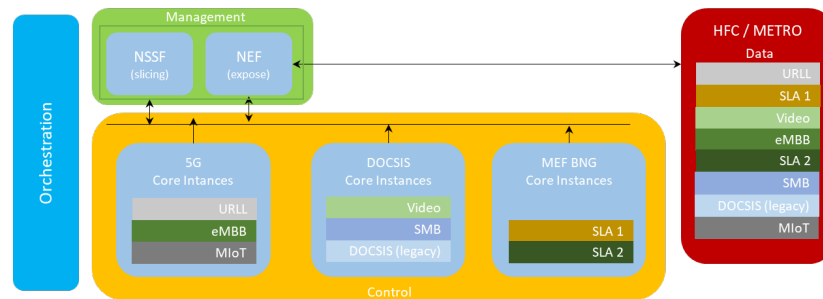 Orchestration
Management
NSSF
(slicing)
NEF
(expose)
5G
Core Intances
URLL
eMBB
MIoT
DOCSIS
Core Intances
Video
SMB
DOCSIS (legacy)
MEF BNG
Core Intances
SLA 1
SLA 2
Control
HFC / METRO
Data
URLL
SLA 1
Video
eMBB
SLA 2
SMB
DOCSIS (legacy)
MIoT